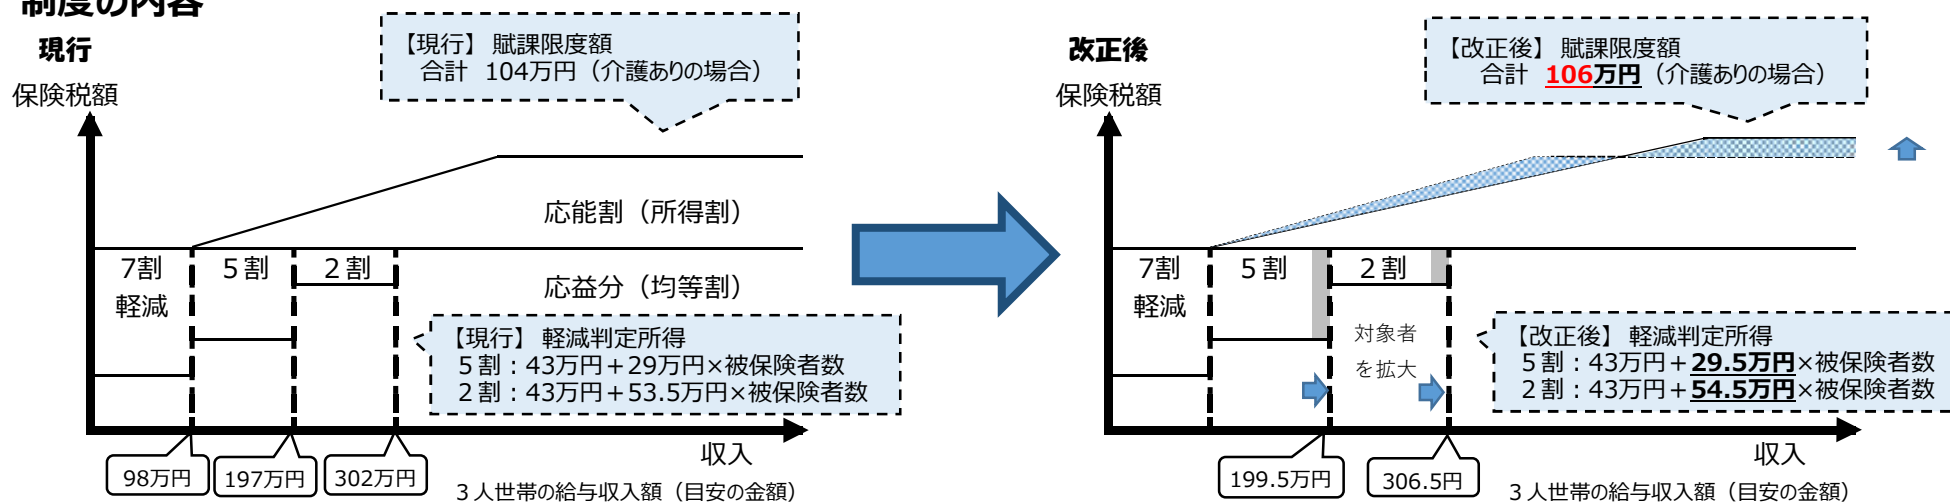 制度の内容
現行
【現行】賦課限度額
合計 104万円（介護ありの場合）
保険税額
応能割（所得割）
7割
軽減
5割
2割
応益分（均等割）
【現行】軽減判定所得
5割：43万円＋29万円×被保険者数
2割：43万円＋53.5万円×被保険者数
収入
98万円
197万円
302万円
3人世帯の給与収入額（目安の金額）
改正後
【改正後】賦課限度額
合計 106万円（介護ありの場合）
保険税額
7割
軽減
5割
2割
対象者
を拡大
【改正後】軽減判定所得
5割：43万円＋29.5万円×被保険者数
2割：43万円＋54.5万円×被保険者数
収入
199.5万円
306.5円
3人世帯の給与収入額（目安の金額）